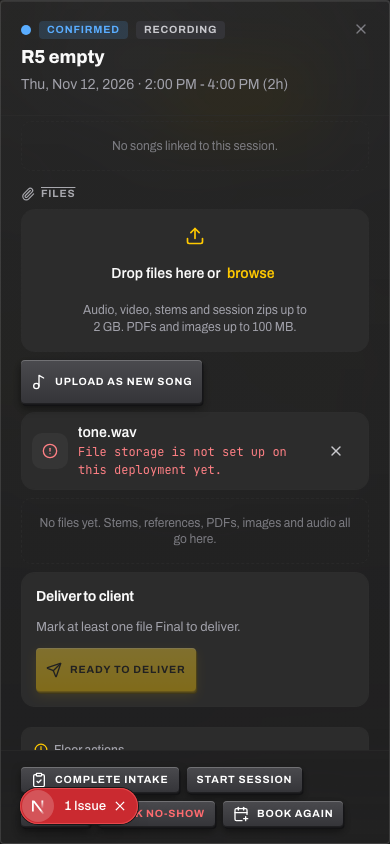 CONFIRMED RECORDING
R5 empty
Thu, Nov 12, 2026 · 2:00 PM - 4:00 PM (2h)
No songs linked to this session.
FILES
Drop files here or browse
Audio, video, stems and session zips up to
2 GB. PDFs and images up to 100 MB.
UPLOAD AS NEW SONG
tone.wav
File storage is not set up on
this deployment yet.
No files yet. Stems, references, PDFs, images and audio all
go here.
Deliver to client
Mark at least one file Final to deliver.
READY TO DELIVER
Floor actions
COMPLETE INTAKE START SESSION
N 1 Issue
NO-SHOW BOOK AGAIN